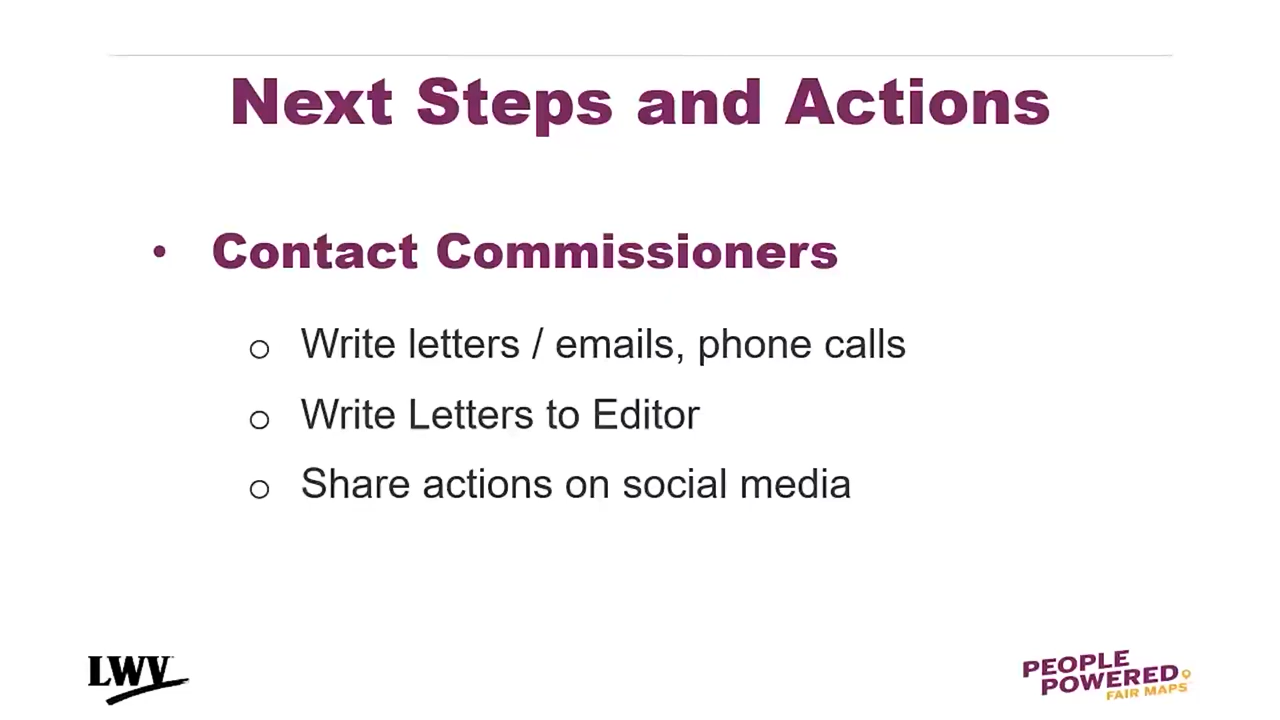 Next Steps and Actions
• Contact Commissioners
o Write letters / emails, phone calls
o Write Letters to Editor
o Share actions on social media
LWV
PEOPLE
POWERED
FAIR MAPS